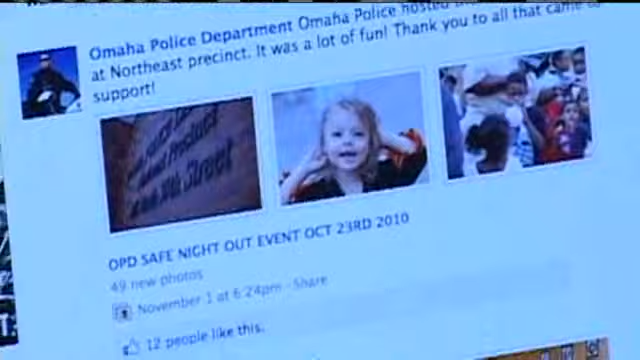 Omaha Police Department Omaha Police hosted
at Northeast precinct. It was a lot of fun! Thank you to all that came to
support!
OPD SAFE NIGHT OUT EVENT OCT 23RD 2010
49 new photos
November 1 at 6:24pm · Share
12 people like this.